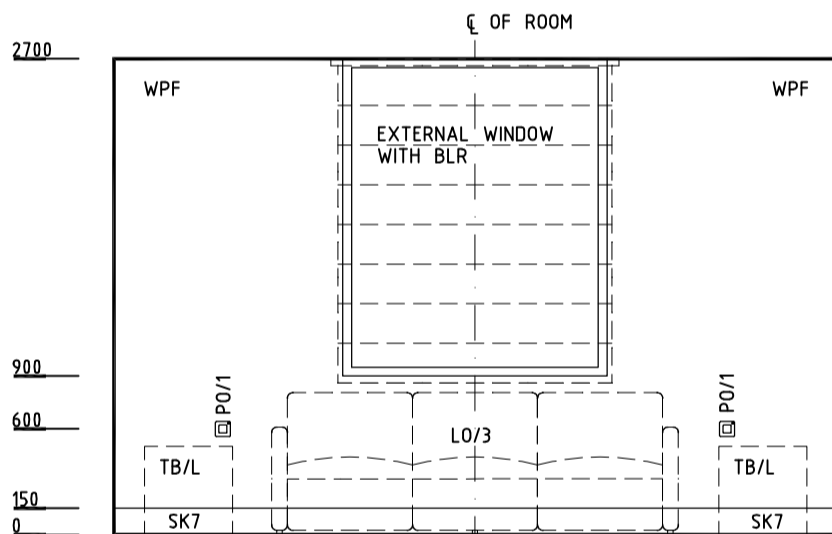 ℄ OF ROOM
2700
WPF
WPF
EXTERNAL WINDOW
WITH BLR
900
PO/1
PO/1
600
LO/3
TB/L
TB/L
150
SK7
SK7
0